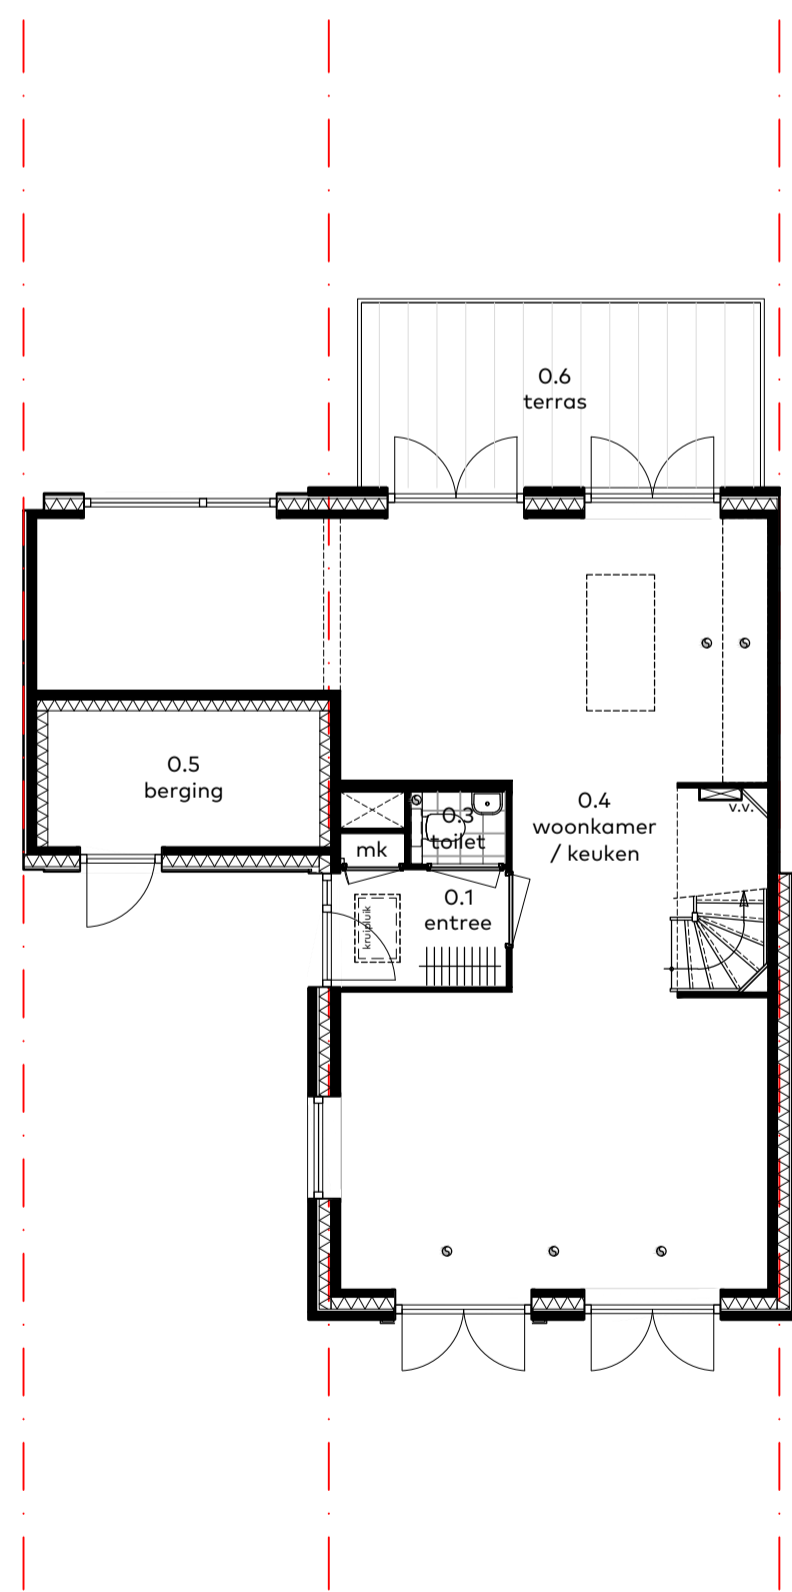 0.6
terras
0.5
berging
0.4
woonkamer
/ keuken
v.v.
0.3
toilet
mk
0.1
entree
kruipluik